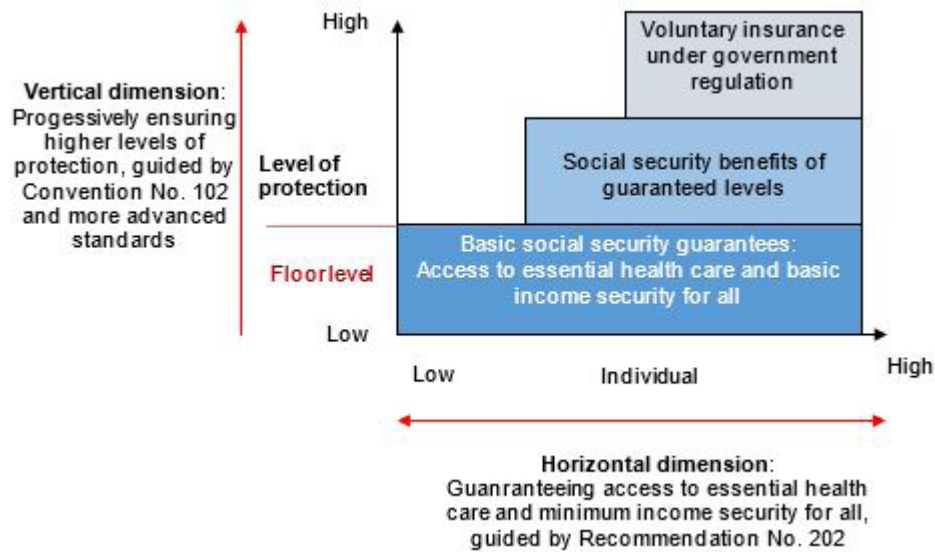 High
Voluntary insurance
under government
regulation
Vertical dimension:
Progessively ensuring
higher levels of
protection, guided by
Convention No. 102
and more advanced
standards
Level of
protection
Social security benefits of
guaranteed levels
Floor level
Basic social security guarantees:
Access to essential health care and basic
income security for all
Low
Low
Individual
High
Horizontal dimension:
Guanranteeing access to essential health
care and minimum income security for all,
guided by Recommendation No. 202